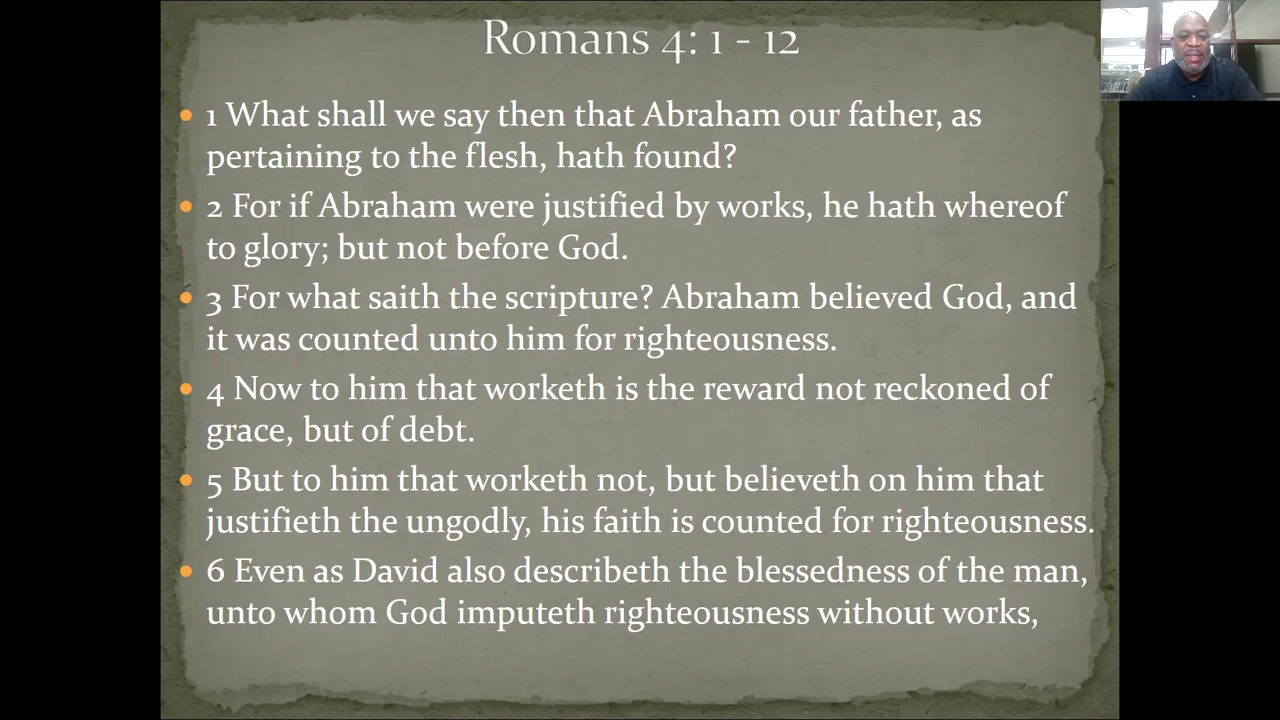 Romans 4: 1 - 12
• 1 What shall we say then that Abraham our father, as
pertaining to the flesh, hath found?
• 2 For if Abraham were justified by works, he hath whereof
to glory; but not before God.
• 3 For what saith the scripture? Abraham believed God, and
it was counted unto him for righteousness.
• 4 Now to him that worketh is the reward not reckoned of
grace, but of debt.
• 5 But to him that worketh not, but believeth on him that
justifieth the ungodly, his faith is counted for righteousness.
• 6 Even as David also describeth the blessedness of the man,
unto whom God imputeth righteousness without works,